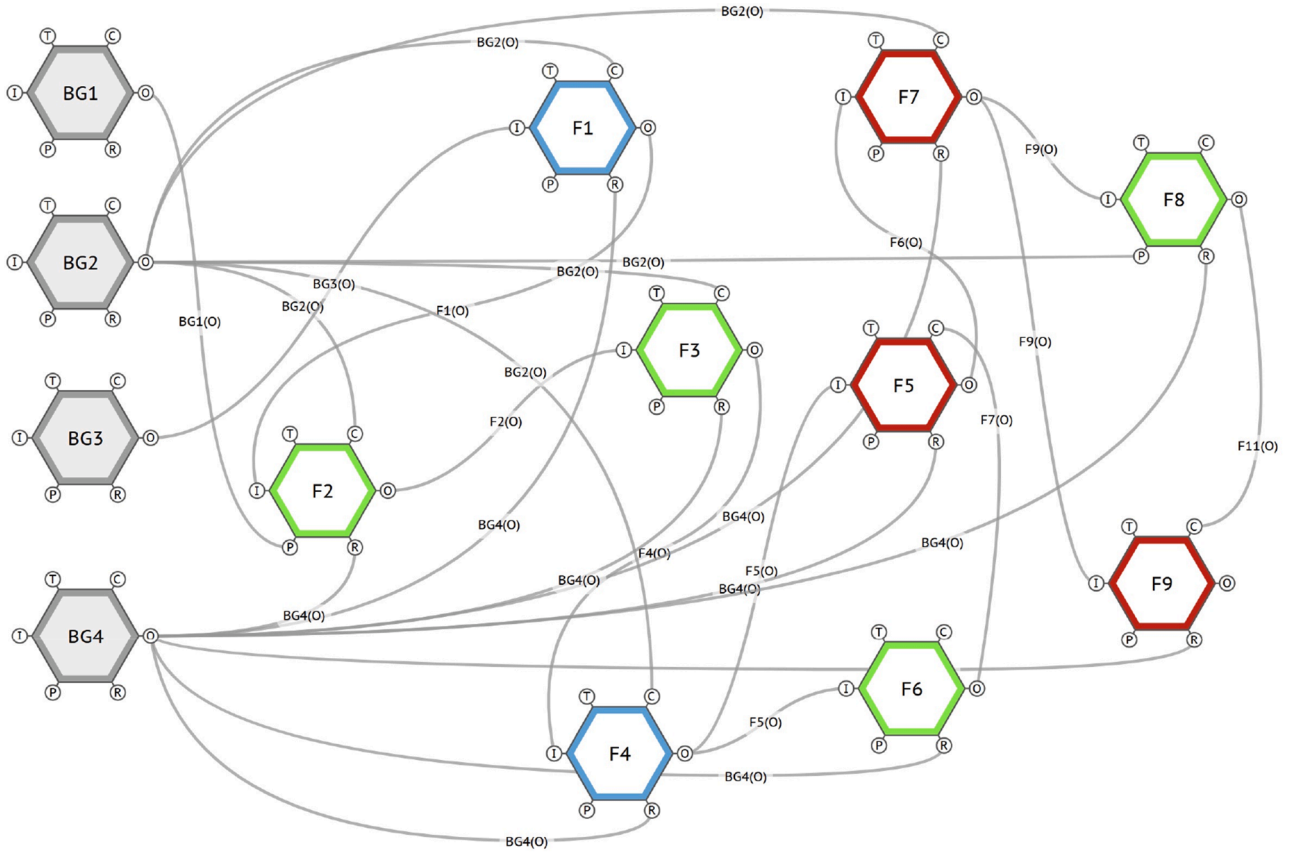 BG2(O)
T C
I BG1 O
P R
BG2(O)
T C
I F1 O
P R
T C
I F7 O
P R
F9(O)
T C
I F8 O
P R
T C
I BG2 O
P R
BG2(O)
BG2(O)
BG3(O)
BG2(O)
F6(O)
BG1(O)
F1(O)
T C
I F3 O
P R
F9(O)
T C
I F5 O
P R
BG2(O)
T C
I BG3 O
P R
F2(O)
F7(O)
F11(O)
T C
I F2 O
P R
BG4(O)
BG4(O)
BG4(O)
F4(O)
F5(O)
BG4(O)
BG4(O)
T C
I F9 O
P R
T C
I BG4 O
P R
BG4(O)
T C
I F6 O
P R
T C
I F4 O
P R
F5(O)
BG4(O)
BG4(O)